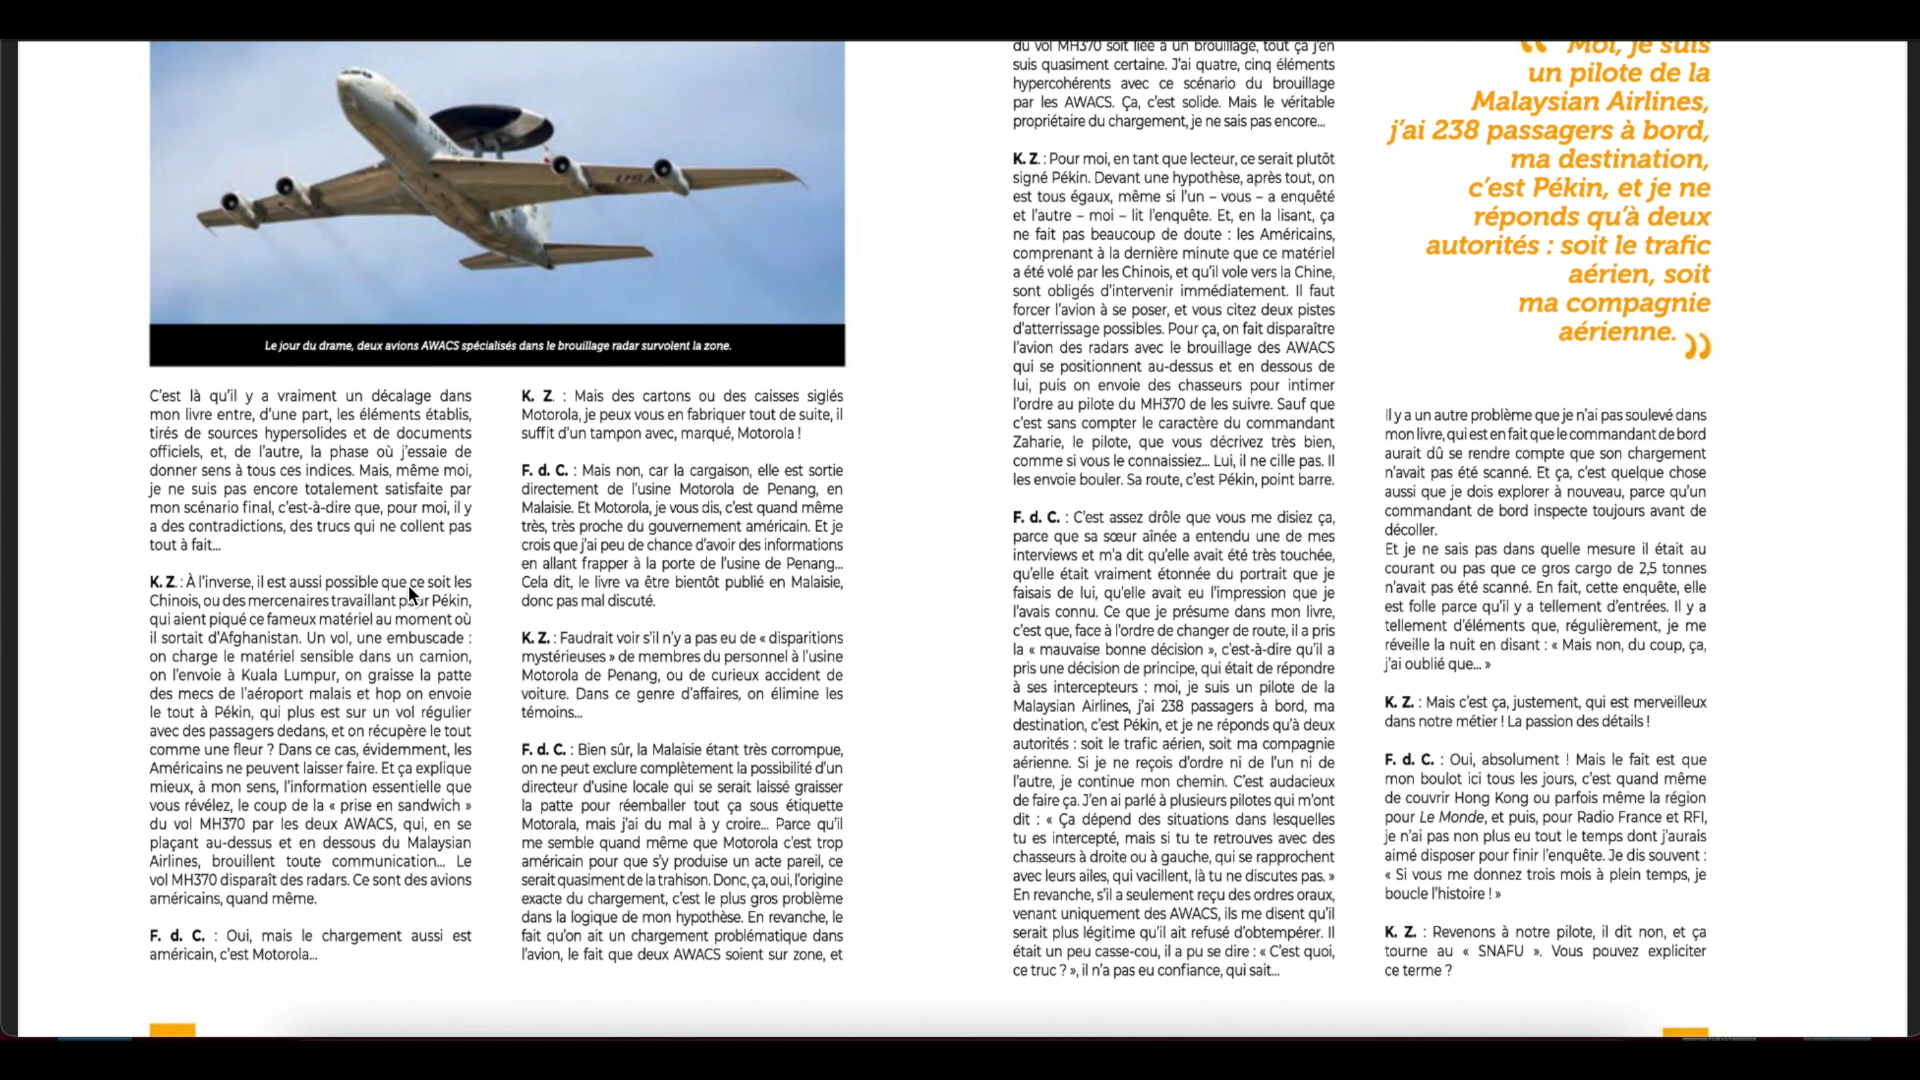 USA
Le jour du drame, deux avions AWACS spécialisés dans le brouillage radar survolent la zone.
C'est là qu'il y a vraiment un décalage dans
mon livre entre, d'une part, les éléments établis,
tirés de sources hypersolides et de documents
officiels, et, de l'autre, la phase où j'essaie de
donner sens à tous ces indices. Mais, même moi,
je ne suis pas encore totalement satisfaite par
mon scénario final, c'est-à-dire que, pour moi, il y
a des contradictions, des trucs qui ne collent pas
tout à fait...
K. Z. : À l'inverse, il est aussi possible que ce soit les
Chinois, ou des mercenaires travaillant pour Pékin,
qui aient piqué ce fameux matériel au moment où
il sortait d'Afghanistan. Un vol, une embuscade :
on charge le matériel sensible dans un camion,
on l'envoie à Kuala Lumpur, on graisse la patte
des mecs de l'aéroport malais et hop on envoie
le tout à Pékin, qui plus est sur un vol régulier
avec des passagers dedans, et on récupère le tout
comme une fleur ? Dans ce cas, évidemment, les
Américains ne peuvent laisser faire. Et ça explique
mieux, à mon sens, l'information essentielle que
vous révélez, le coup de la « prise en sandwich »
du vol MH370 par les deux AWACS, qui, en se
plaçant au-dessus et en dessous du Malaysian
Airlines, brouillent toute communication... Le
vol MH370 disparaît des radars. Ce sont des avions
américains, quand même.
F. d. C. : Oui, mais le chargement aussi est
américain, c'est Motorola...
K. Z. : Mais des cartons ou des caisses siglés
Motorola, je peux vous en fabriquer tout de suite, il
suffit d'un tampon avec, marqué, Motorola !
F. d. C. : Mais non, car la cargaison, elle est sortie
directement de l'usine Motorola de Penang, en
Malaisie. Et Motorola, je vous dis, c'est quand même
très, très proche du gouvernement américain. Et je
crois que j'ai peu de chance d'avoir des informations
en allant frapper à la porte de l'usine de Penang...
Cela dit, le livre va être bientôt publié en Malaisie,
donc pas mal discuté.
K. Z. : Faudrait voir s'il n'y a pas eu de « disparitions
mystérieuses » de membres du personnel à l'usine
Motorola de Penang, ou de curieux accident de
voiture. Dans ce genre d'affaires, on élimine les
témoins...
F. d. C. : Bien sûr, la Malaisie étant très corrompue,
on ne peut exclure complètement la possibilité d'un
directeur d'usine locale qui se serait laissé graisser
la patte pour réemballer tout ça sous étiquette
Motorala, mais j'ai du mal à y croire... Parce qu'il
me semble quand même que Motorola c'est trop
américain pour que s'y produise un acte pareil, ce
serait quasiment de la trahison. Donc, ça, oui, l'origine
exacte du chargement, c'est le plus gros problème
dans la logique de mon hypothèse. En revanche, le
fait qu'on ait un chargement problématique dans
l'avion, le fait que deux AWACS soient sur zone, et
du vol MH370 soit liée à un brouillage, tout ça j'en
suis quasiment certaine. J'ai quatre, cinq éléments
hypercohérents avec ce scénario du brouillage
par les AWACS. Ça, c'est solide. Mais le véritable
propriétaire du chargement, je ne sais pas encore...
K. Z. : Pour moi, en tant que lecteur, ce serait plutôt
signé Pékin. Devant une hypothèse, après tout, on
est tous égaux, même si l'un – vous – a enquêté
et l'autre – moi – lit l'enquête. Et, en la lisant, ça
ne fait pas beaucoup de doute : les Américains,
comprenant à la dernière minute que ce matériel
a été volé par les Chinois, et qu'il vole vers la Chine,
sont obligés d'intervenir immédiatement. Il faut
forcer l'avion à se poser, et vous citez deux pistes
d'atterrissage possibles. Pour ça, on fait disparaître
l'avion des radars avec le brouillage des AWACS
qui se positionnent au-dessus et en dessous de
lui, puis on envoie des chasseurs pour intimer
l'ordre au pilote du MH370 de les suivre. Sauf que
c'est sans compter le caractère du commandant
Zaharie, le pilote, que vous décrivez très bien,
comme si vous le connaissiez... Lui, il ne cille pas. Il
les envoie bouler. Sa route, c'est Pékin, point barre.
F. d. C. : C'est assez drôle que vous me disiez ça,
parce que sa sœur aînée a entendu une de mes
interviews et m'a dit qu'elle avait été très touchée,
qu'elle était vraiment étonnée du portrait que je
faisais de lui, qu'elle avait eu l'impression que je
l'avais connu. Ce que je présume dans mon livre,
c'est que, face à l'ordre de changer de route, il a pris
la « mauvaise bonne décision », c'est-à-dire qu'il a
pris une décision de principe, qui était de répondre
à ses intercepteurs : moi, je suis un pilote de la
Malaysian Airlines, j'ai 238 passagers à bord, ma
destination, c'est Pékin, et je ne réponds qu'à deux
autorités : soit le trafic aérien, soit ma compagnie
aérienne. Si je ne reçois d'ordre ni de l'un ni de
l'autre, je continue mon chemin. C'est audacieux
de faire ça. J'en ai parlé à plusieurs pilotes qui m'ont
dit : « Ça dépend des situations dans lesquelles
tu es intercepté, mais si tu te retrouves avec des
chasseurs à droite ou à gauche, qui se rapprochent
avec leurs ailes, qui vacillent, là tu ne discutes pas. »
En revanche, s'il a seulement reçu des ordres oraux,
venant uniquement des AWACS, ils me disent qu'il
serait plus légitime qu'il ait refusé d'obtempérer. Il
était un peu casse-cou, il a pu se dire : « C'est quoi,
ce truc ? », il n'a pas eu confiance, qui sait...
“ Moi, je suis
un pilote de la
Malaysian Airlines,
j'ai 238 passagers à bord,
ma destination,
c'est Pékin, et je ne
réponds qu'à deux
autorités : soit le trafic
aérien, soit
ma compagnie
aérienne. ”
Il y a un autre problème que je n'ai pas soulevé dans
mon livre, qui est en fait que le commandant de bord
aurait dû se rendre compte que son chargement
n'avait pas été scanné. Et ça, c'est quelque chose
aussi que je dois explorer à nouveau, parce qu'un
commandant de bord inspecte toujours avant de
décoller.
Et je ne sais pas dans quelle mesure il était au
courant ou pas que ce gros cargo de 2,5 tonnes
n'avait pas été scanné. En fait, cette enquête, elle
est folle parce qu'il y a tellement d'entrées. Il y a
tellement d'éléments que, régulièrement, je me
réveille la nuit en disant : « Mais non, du coup, ça,
j'ai oublié que... »
K. Z. : Mais c'est ça, justement, qui est merveilleux
dans notre métier ! La passion des détails !
F. d. C. : Oui, absolument ! Mais le fait est que
mon boulot ici tous les jours, c'est quand même
de couvrir Hong Kong ou parfois même la région
pour Le Monde, et puis, pour Radio France et RFI,
je n'ai pas non plus eu tout le temps dont j'aurais
aimé disposer pour finir l'enquête. Je dis souvent :
« Si vous me donnez trois mois à plein temps, je
boucle l'histoire ! »
K. Z. : Revenons à notre pilote, il dit non, et ça
tourne au « SNAFU ». Vous pouvez expliciter
ce terme ?